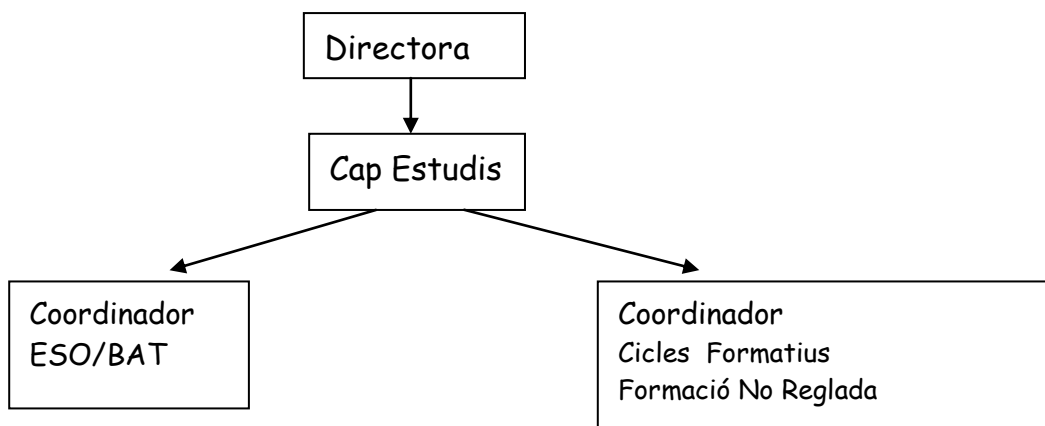 Directora
Cap Estudis
Coordinador
ESO/BAT
Coordinador
Cicles Formatius
Formació No Reglada